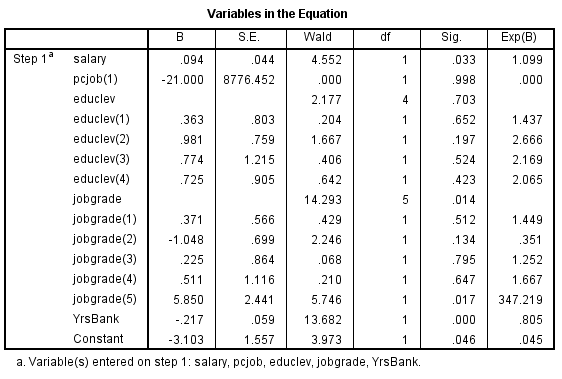 Variables in the Equation
B S.E. Wald df Sig. Exp(B)
Step 1a salary .094 .044 4.552 1 .033 1.099
pcjob(1) -21.000 8776.452 .000 1 .998 .000
educlev 2.177 4 .703
educlev(1) .363 .803 .204 1 .652 1.437
educlev(2) .981 .759 1.667 1 .197 2.666
educlev(3) .774 1.215 .406 1 .524 2.169
educlev(4) .725 .905 .642 1 .423 2.065
jobgrade 14.293 5 .014
jobgrade(1) .371 .566 .429 1 .512 1.449
jobgrade(2) -1.048 .699 2.246 1 .134 .351
jobgrade(3) .225 .864 .068 1 .795 1.252
jobgrade(4) .511 1.116 .210 1 .647 1.667
jobgrade(5) 5.850 2.441 5.746 1 .017 347.219
YrsBank -.217 .059 13.682 1 .000 .805
Constant -3.103 1.557 3.973 1 .046 .045
a. Variable(s) entered on step 1: salary, pcjob, educlev, jobgrade, YrsBank.